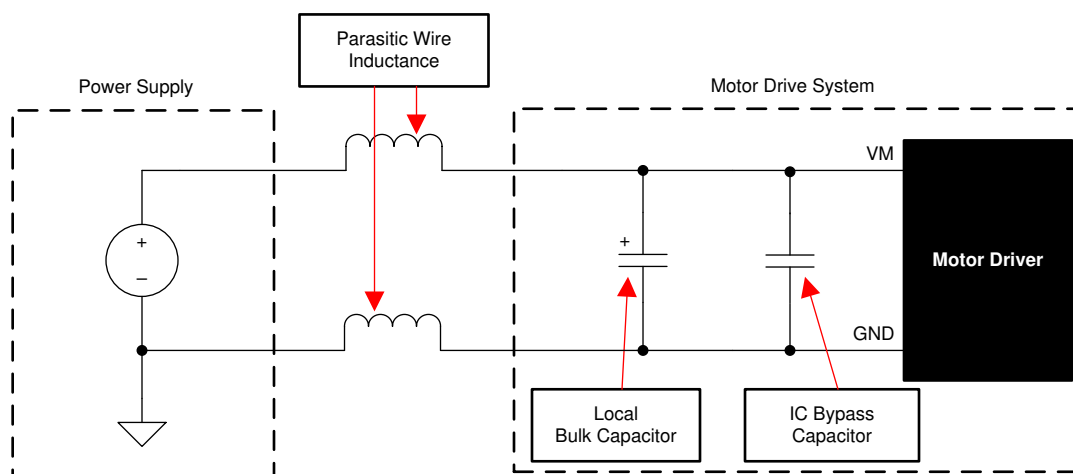 Parasitic Wire
Inductance
Power Supply
Motor Drive System
VM
+
–
+
Motor Driver
GND
Local
Bulk Capacitor
IC Bypass
Capacitor